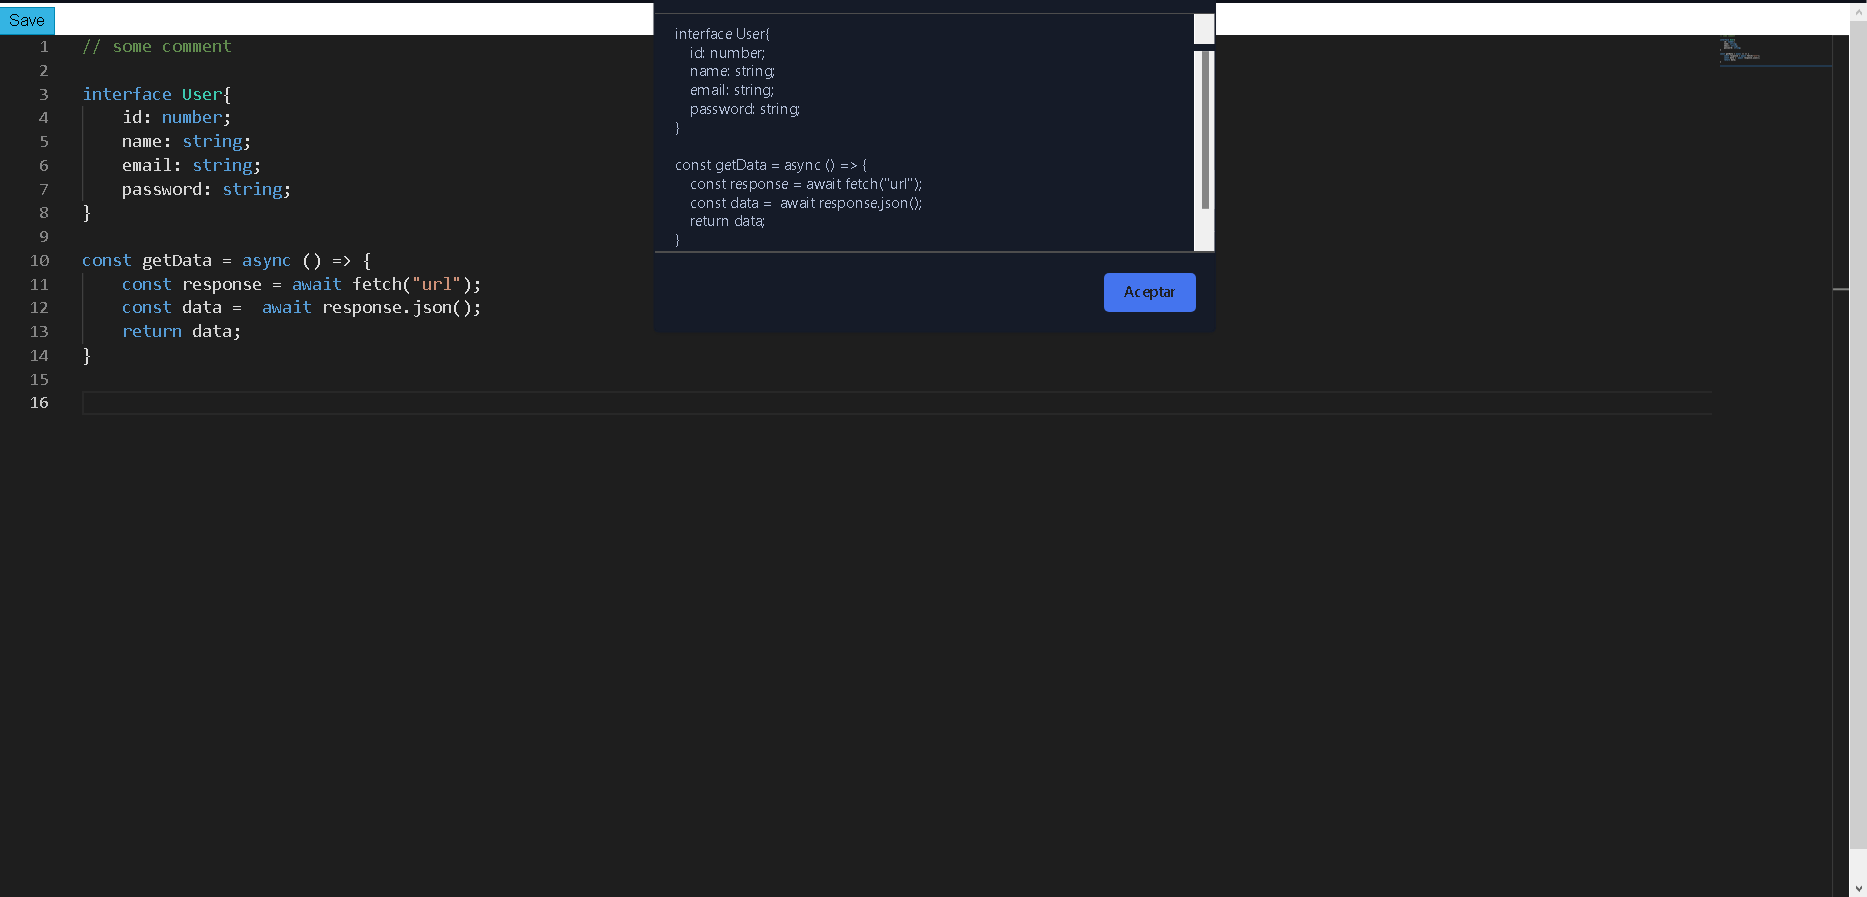 Save
1 // some comment
2
3 interface User{
4     id: number;
5     name: string;
6     email: string;
7     password: string;
8 }
9
10 const getData = async () => {
11     const response = await fetch("url");
12     const data =  await response.json();
13     return data;
14 }
15
16
interface User{
    id: number;
    name: string;
    email: string;
    password: string;
}
const getData = async () => {
    const response = await fetch("url");
    const data =  await response.json();
    return data;
}
Aceptar